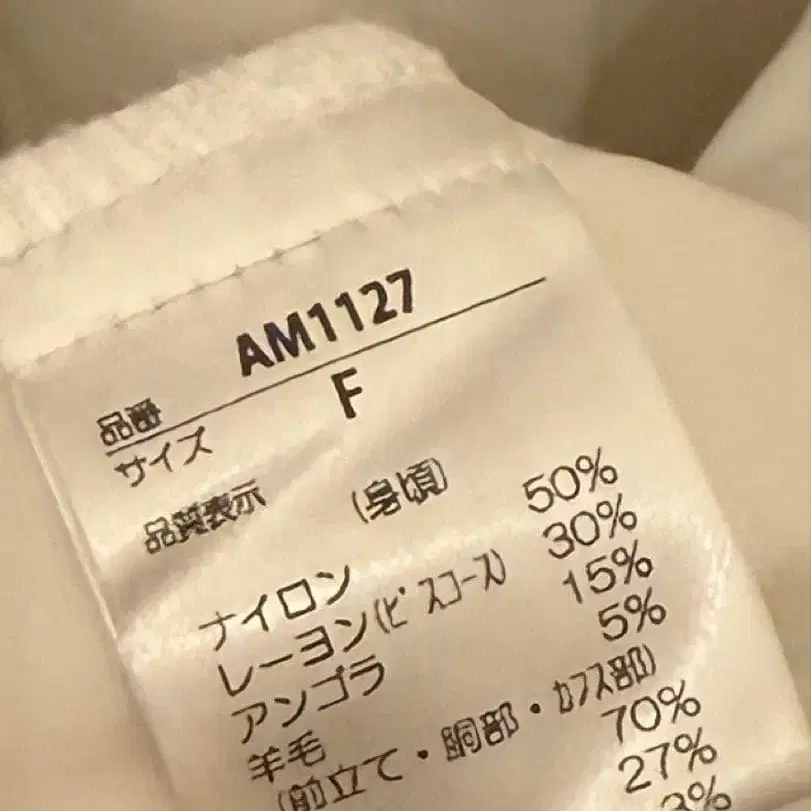 品番 AM1127
サイズ F
品質表示 (身頃)
ナイロン 50%
レーヨン(ビスコース) 30%
アンゴラ 15%
羊毛 5%
(前立て・胴部・カフス部)
70%
27%
3%